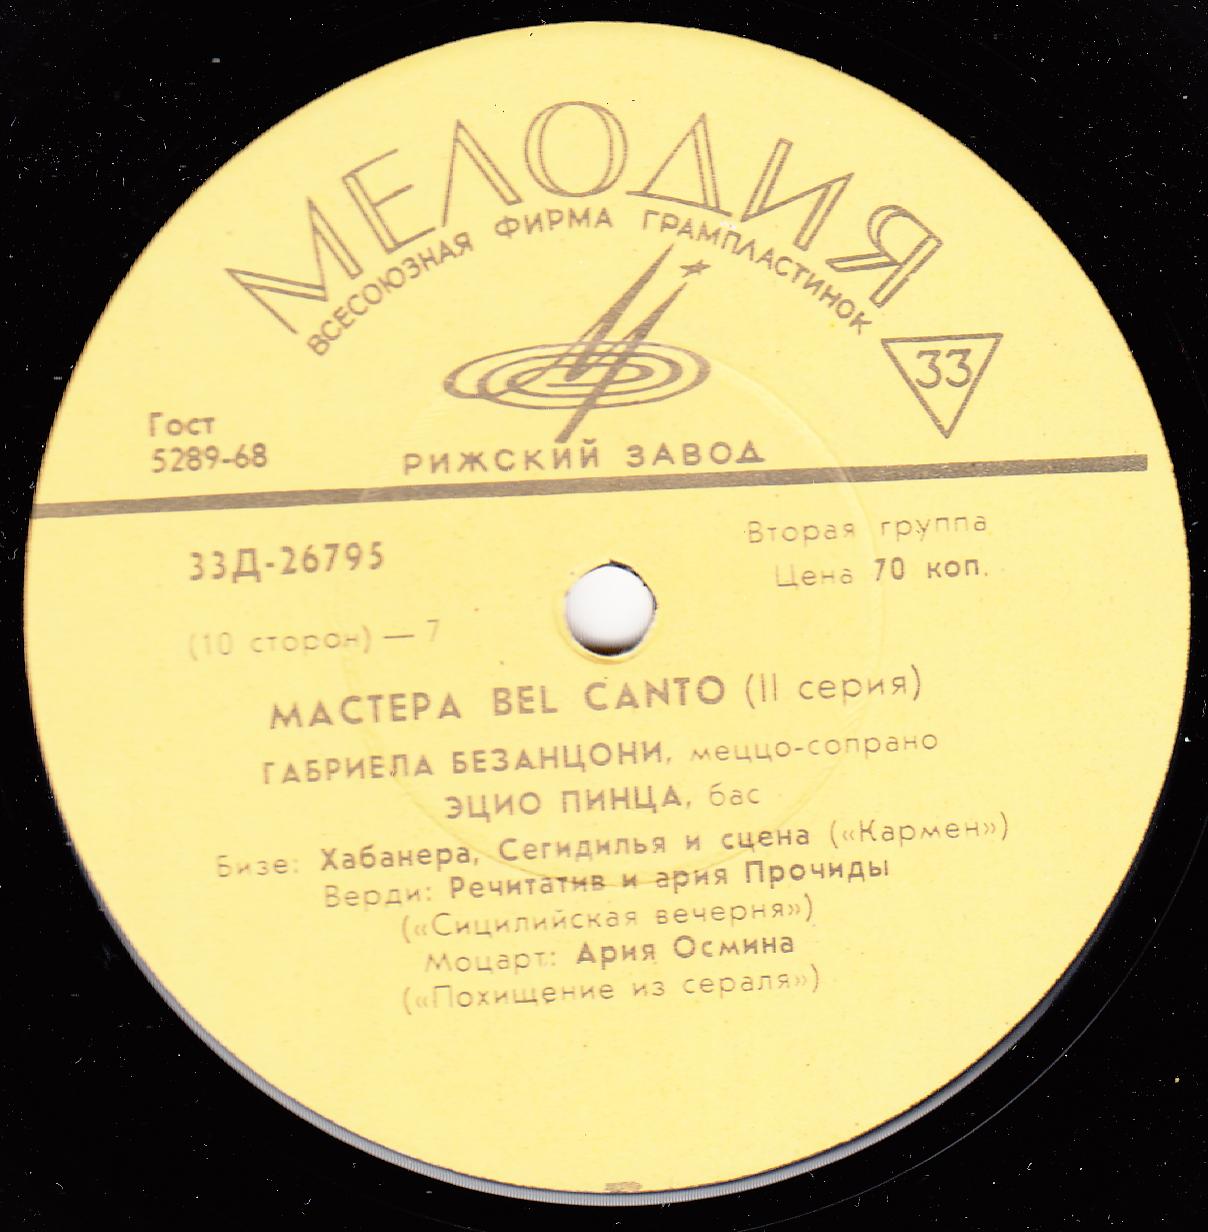 МЕЛОДИЯ
ВСЕСОЮЗНАЯ ФИРМА ГРАМПЛАСТИНОК
33
Гост
5289-68
РИЖСКИЙ ЗАВОД
33Д-26795
Вторая группа
Цена 70 коп.
(10 сторон) — 7
МАСТЕРА BEL CANTO (II серия)
ГАБРИЕЛА БЕЗАНЦОНИ, меццо-сопрано
ЭЦИО ПИНЦА, бас
Бизе: Хабанера, Сегидилья и сцена («Кармен»)
Верди: Речитатив и ария Прочиды
(«Сицилийская вечерня»)
Моцарт: Ария Осмина
(«Похищение из сераля»)